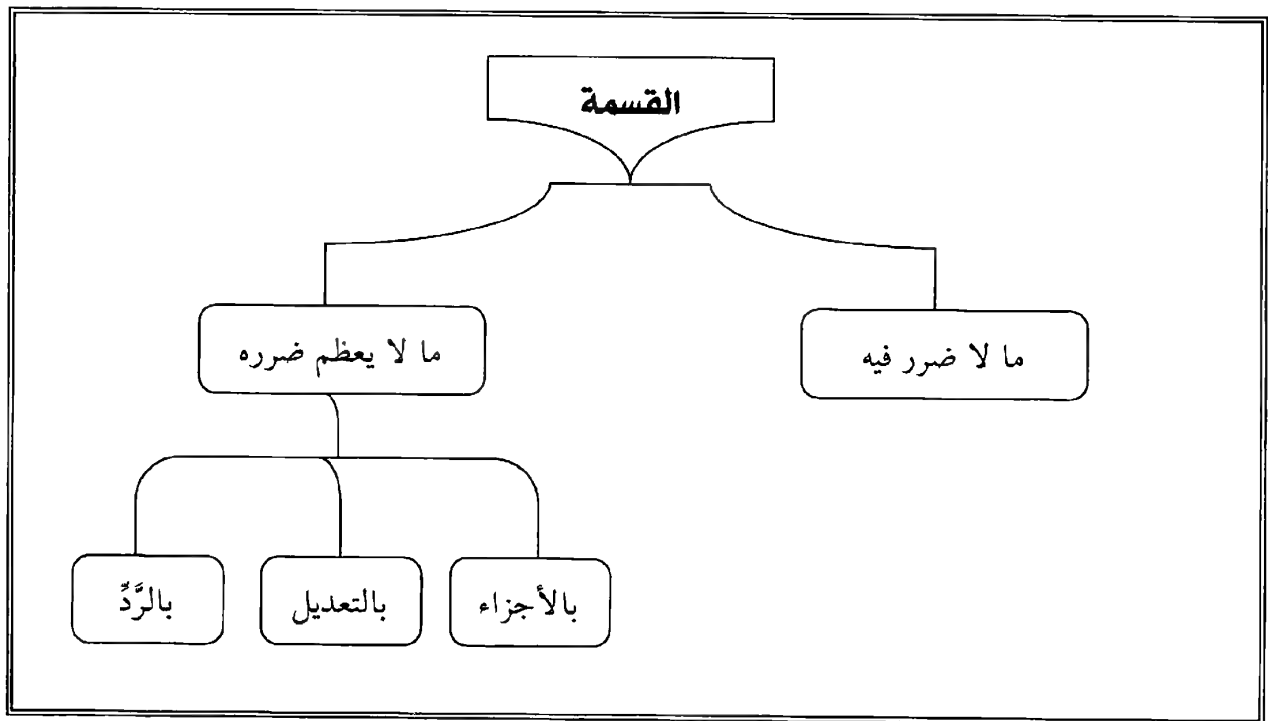 القسمة
ما لا ضرر فيه
ما لا يعظم ضرره
بالأجزاء
بالتعديل
بالرَّدِّ